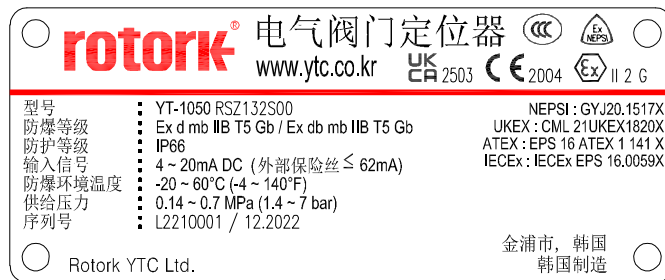 rotork® 电气阀门定位器 CCC Ex NEPSI
www.ycc.co.kr UK CA 2503 CE 2004 Ex II 2 G
型号 : YT-1050 RSZ132S00
防爆等级 : Ex d mb IIB T5 Gb / Ex db mb IIB T5 Gb
防护等级 : IP66
输入信号 : 4 ~ 20mA DC (外部保险丝 ≦ 62mA)
防爆环境温度 : -20 ~ 60°C (-4 ~ 140°F)
供给压力 : 0.14 ~ 0.7 MPa (1.4 ~ 7 bar)
序列号 : L2210001 / 12.2022
NEPSI : GYJ20.1517X
UKEX : CML 21UKEX1820X
ATEX : EPS 16 ATEX 1 141 X
IECEx : IECEx EPS 16.0059X
Rotork YTC Ltd.
金浦市, 韩国
韩国制造